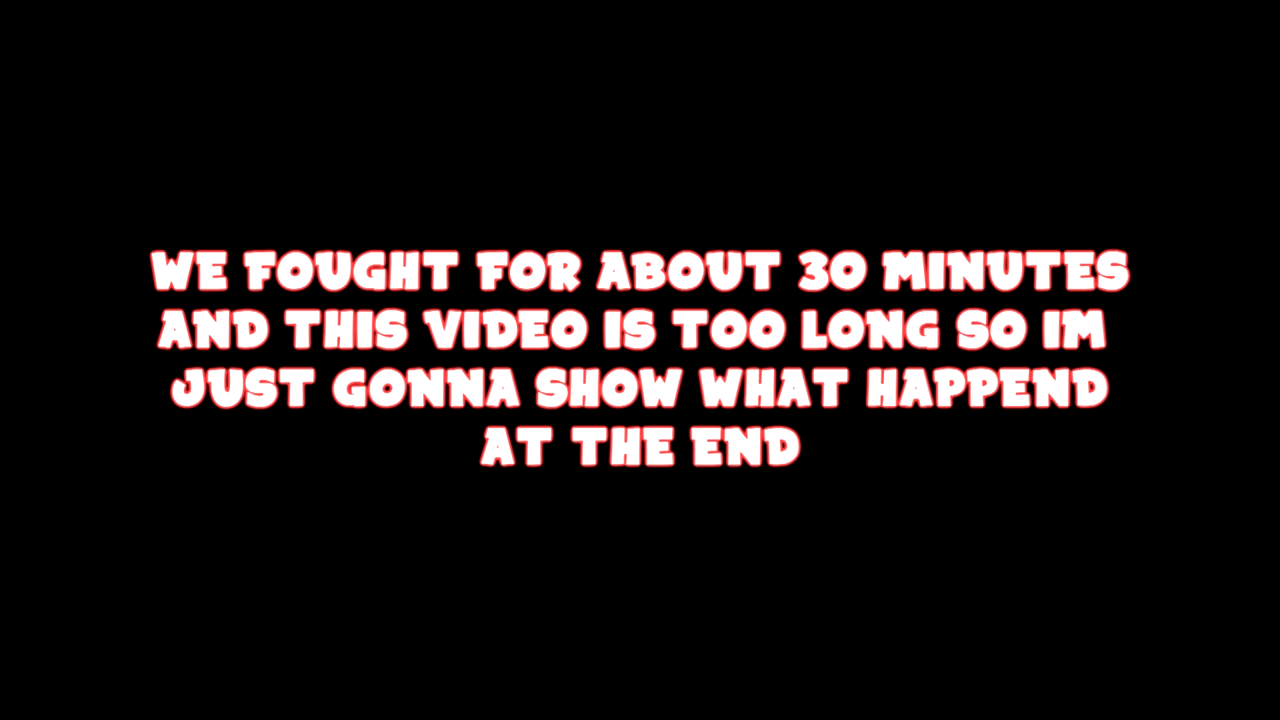 WE FOUGHT FOR ABOUT 30 MINUTES
AND THIS VIDEO IS TOO LONG SO IM
JUST GONNA SHOW WHAT HAPPEND
AT THE END